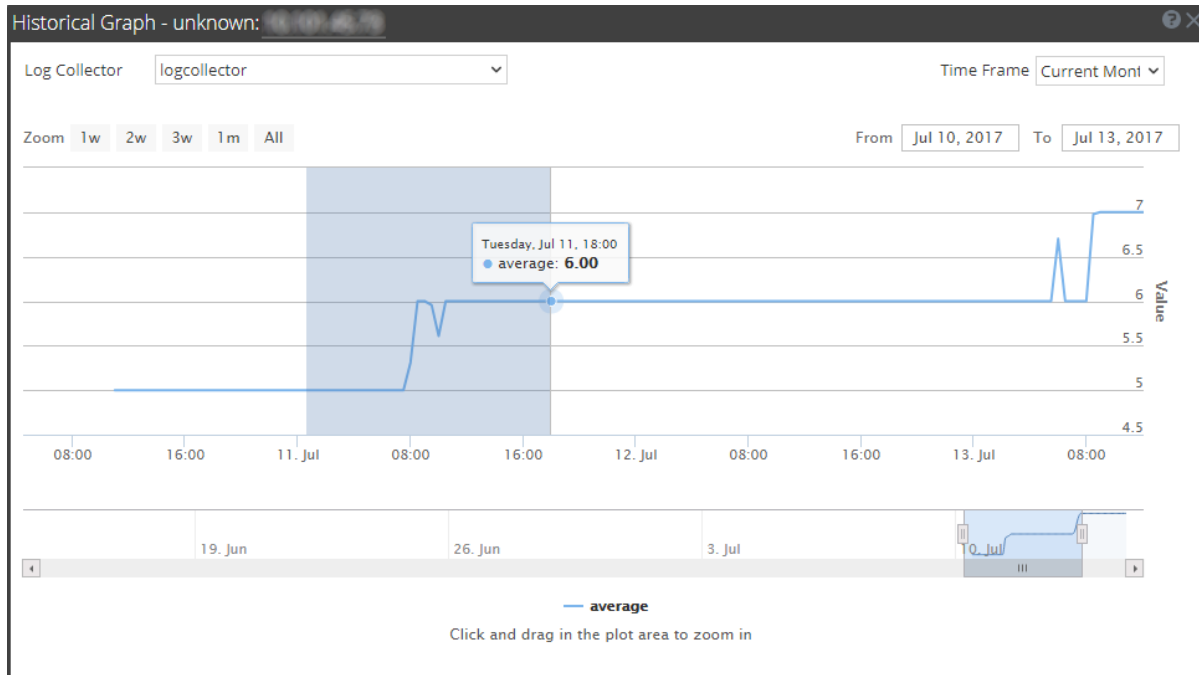 Historical Graph - unknown:
Log Collector logcollector Time Frame Current Mont
Zoom 1w 2w 3w 1m All From Jul 10, 2017 To Jul 13, 2017
7
Tuesday, Jul 11, 18:00
average: 6.00
6.5
6
Value
5.5
5
4.5
08:00 16:00 11. Jul 08:00 16:00 12. Jul 08:00 16:00 13. Jul 08:00
19. Jun 26. Jun 3. Jul 10. Jul
average
Click and drag in the plot area to zoom in